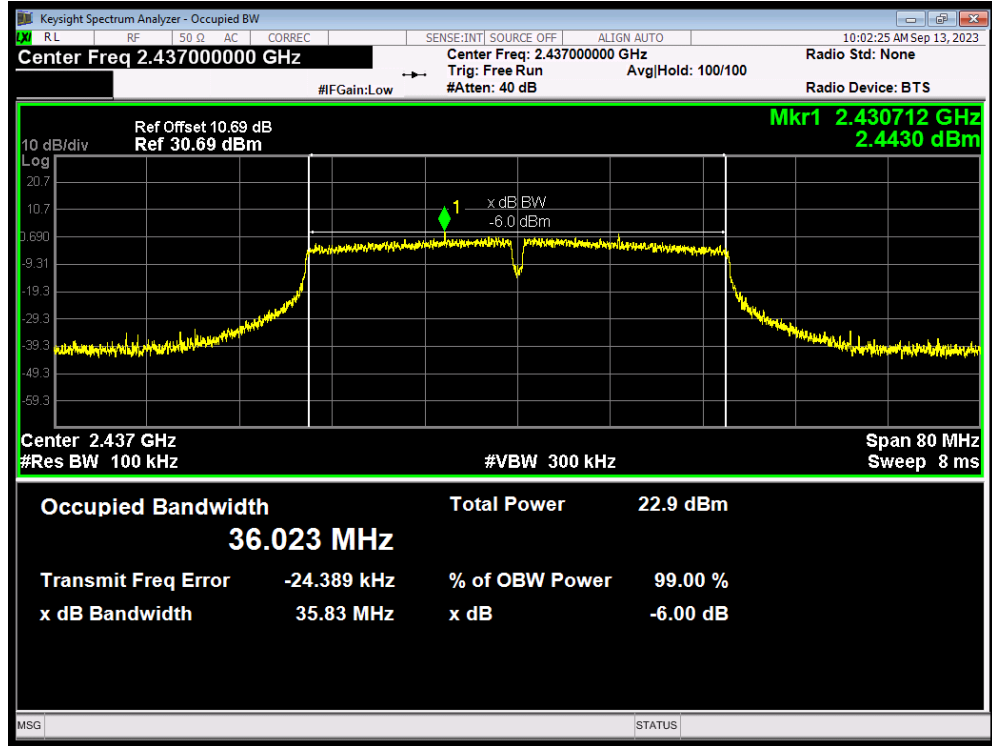 Keysight Spectrum Analyzer - Occupied BW
LXI RL RF 50 Ω AC CORREC SENSE:INT SOURCE OFF ALIGN AUTO 10:02:25 AM Sep 13, 2023
Center Freq 2.437000000 GHz Center Freq: 2.437000000 GHz Radio Std: None
Trig: Free Run Avg|Hold: 100/100
#IFGain:Low #Atten: 40 dB Radio Device: BTS
Mkr1 2.430712 GHz
2.4430 dBm
Ref Offset 10.69 dB
10 dB/div Ref 30.69 dBm
Log
20.7
10.7
0.690
-9.31
-19.3
-29.3
-39.3
-49.3
-59.3
1
x dB BW
-6.0 dBm
Center 2.437 GHz Span 80 MHz
#Res BW 100 kHz #VBW 300 kHz Sweep 8 ms
Occupied Bandwidth Total Power 22.9 dBm
36.023 MHz
Transmit Freq Error -24.389 kHz % of OBW Power 99.00 %
x dB Bandwidth 35.83 MHz x dB -6.00 dB
MSG STATUS